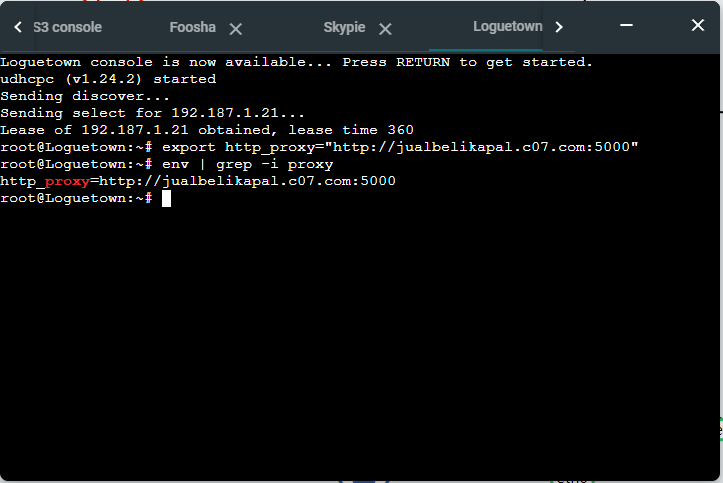 S3 console Foosha Skypie Loguetown
Loguetown console is now available... Press RETURN to get started.
udhcpc (v1.24.2) started
Sending discover...
Sending select for 192.187.1.21...
Lease of 192.187.1.21 obtained, lease time 360
root@Loguetown:~# export http_proxy="http://jualbelikapal.c07.com:5000"
root@Loguetown:~# env | grep -i proxy
http_proxy=http://jualbelikapal.c07.com:5000
root@Loguetown:~#